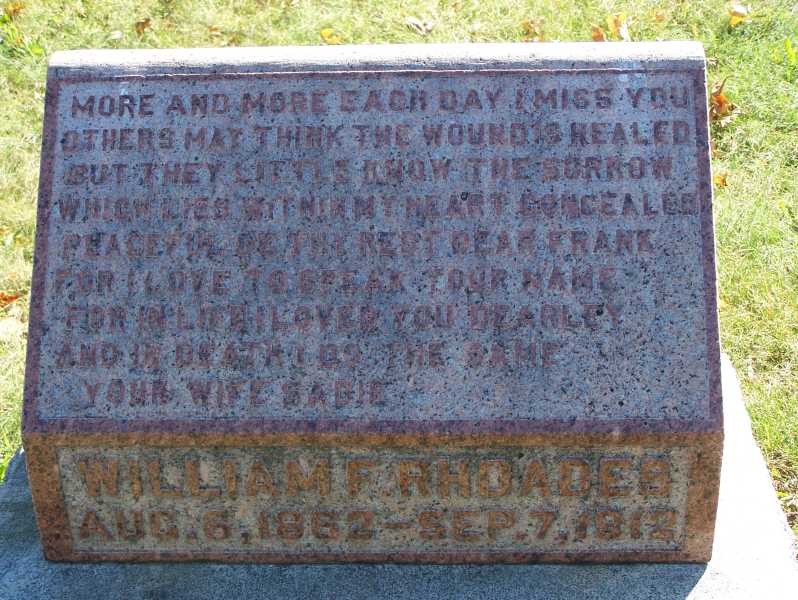 MORE AND MORE EACH DAY I MISS YOU
OTHERS MAY THINK THE WOUND IS HEALED
BUT THEY LITTLE KNOW THE SORROW
WHICH LIES WITHIN MY HEART CONCEALED
PEACEFUL BE THY REST DEAR FRANK
FOR I LOVE TO SPEAK YOUR NAME
FOR IN LIFE I LOVED YOU DEARLEY
AND IN DEATH I DO THE SAME
YOUR WIFE SADIE
WILLIAM F. RHOADES
AUG. 6, 1862 – SEP. 7, 1912